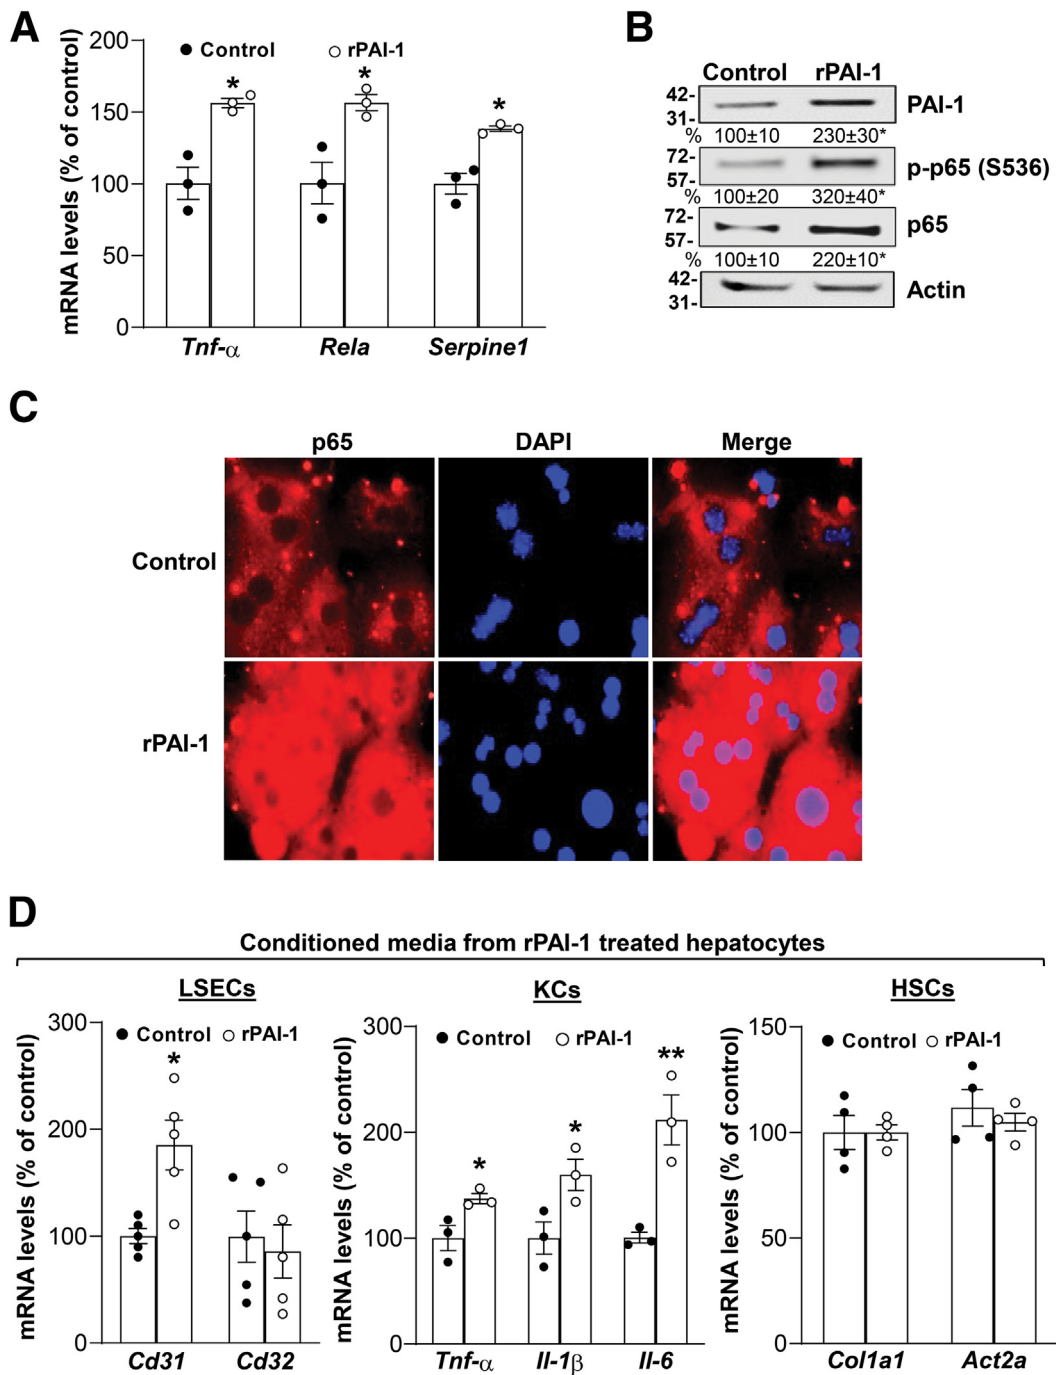 A
mRNA levels (% of control)
200
150
100
50
0
Control
rPAI-1
*
*
*
Tnf-α
Rela
Serpine1
B
Control rPAI-1
42-
31-
PAI-1
% 100±10 230±30*
72-
57-
p-p65 (S536)
% 100±20 320±40*
72-
57-
p65
% 100±10 220±10*
42-
31-
Actin
C
p65 DAPI Merge
Control
rPAI-1
D
Conditioned media from rPAI-1 treated hepatocytes
LSECs
mRNA levels (% of control)
300
200
100
0
Control rPAI-1
*
Cd31
Cd32
KCs
mRNA levels (% of control)
300
200
100
0
Control rPAI-1
*
*
**
Tnf-α
Il-1β
Il-6
HSCs
mRNA levels (% of control)
150
100
50
0
Control rPAI-1
Col1a1
Act2a